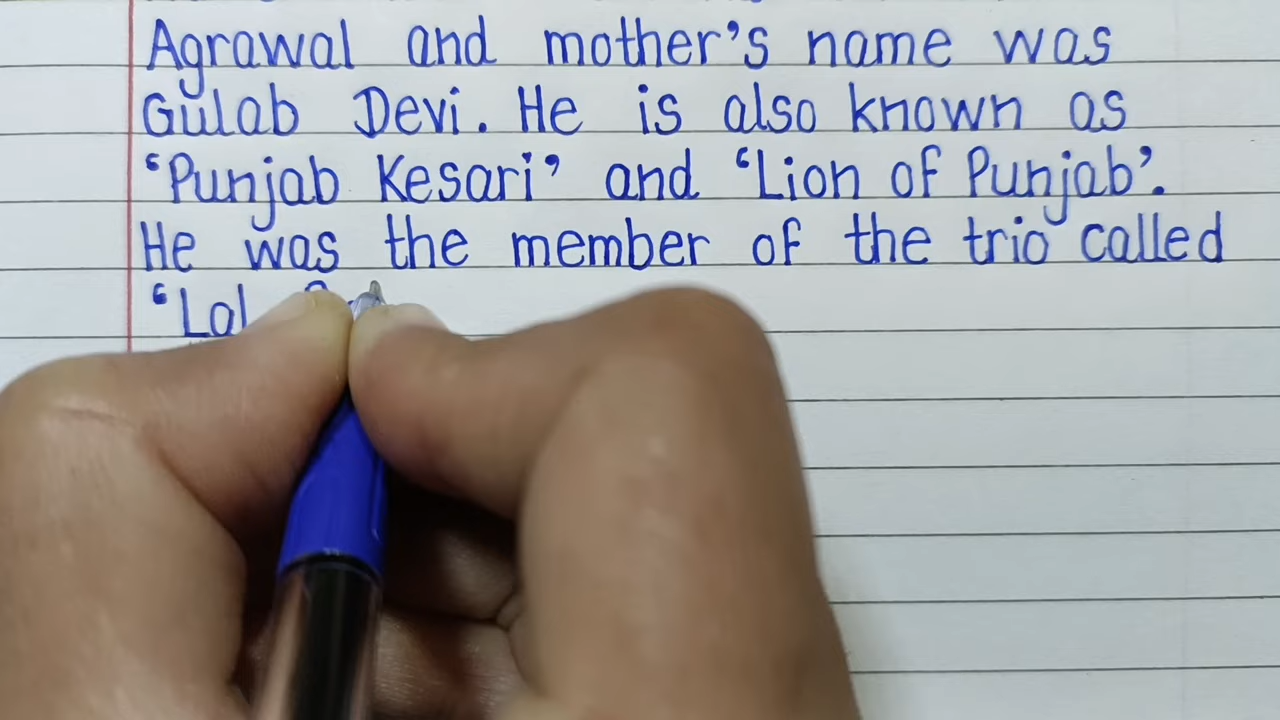 Agrawal and mother's name was
Gulab Devi. He is also known as
‘Punjab Kesari’ and ‘Lion of Punjab’.
He was the member of the trio called
‘Lal